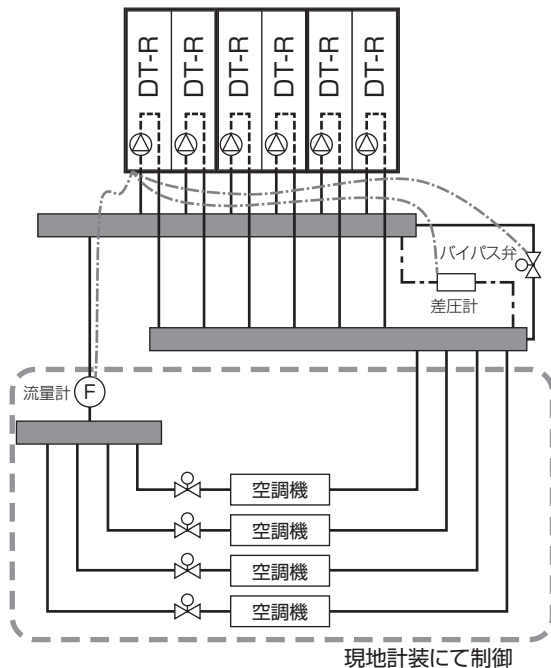 DT-R
DT-R
DT-R
DT-R
DT-R
DT-R
バイパス弁
差圧計
流量計
F
空調機
空調機
空調機
空調機
現地計装にて制御